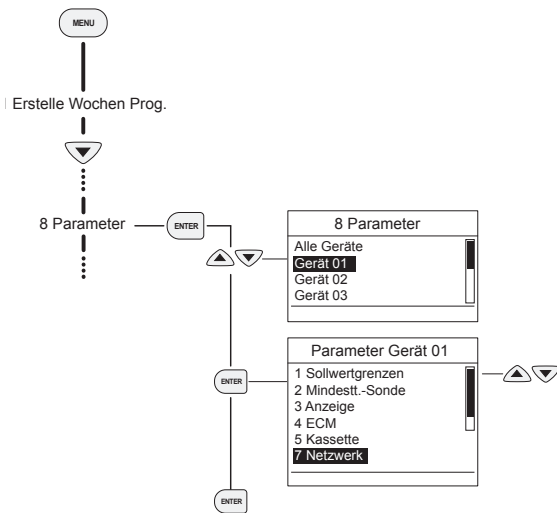 MENU
Erstelle Wochen Prog.
8 Parameter
ENTER
8 Parameter
Alle Geräte
Gerät 01
Gerät 02
Gerät 03
ENTER
Parameter Gerät 01
1 Sollwertgrenzen
2 Mindestt.-Sonde
3 Anzeige
4 ECM
5 Kassette
7 Netzwerk
ENTER